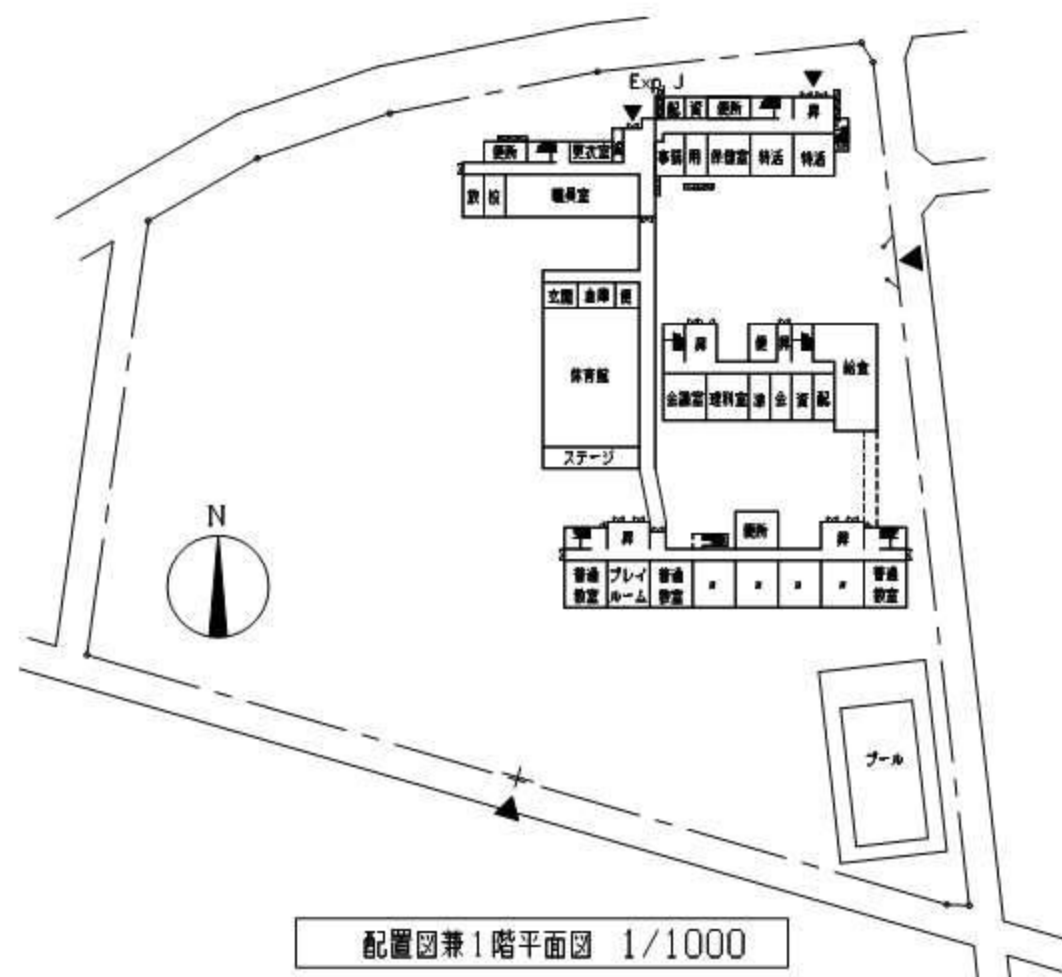 Exp. J
配 資 便所 昇
便所 更衣室
事務 用 保健室 特活 特活
放 校 職員室
玄関 倉庫 便
昇 便 昇
給食
体育館
会議室 理科室 準 会 資 配
ステージ
N
便所
昇 昇
普通教室 プレイルーム 普通教室 〃 〃 〃 〃 普通教室
プール
配置図兼1階平面図 1/1000